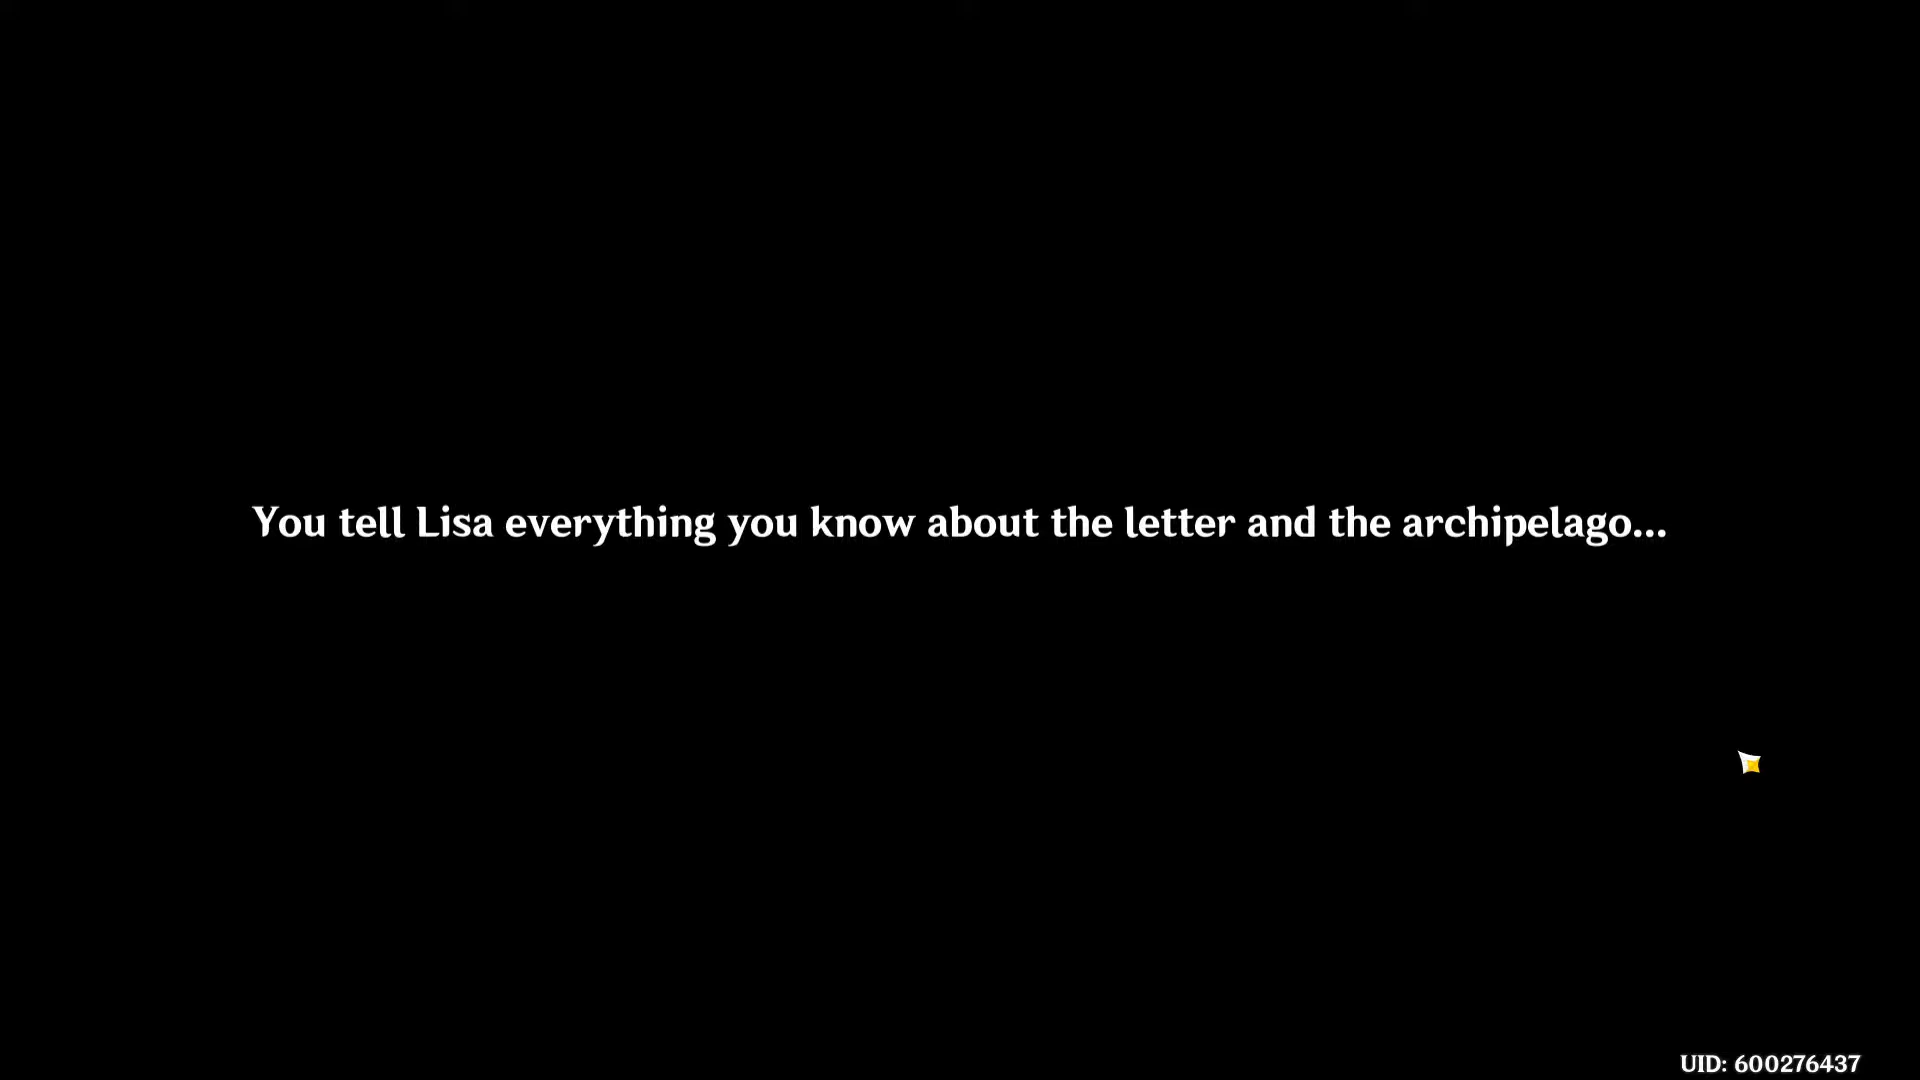 You tell Lisa everything you know about the letter and the archipelago...
UID: 600276437